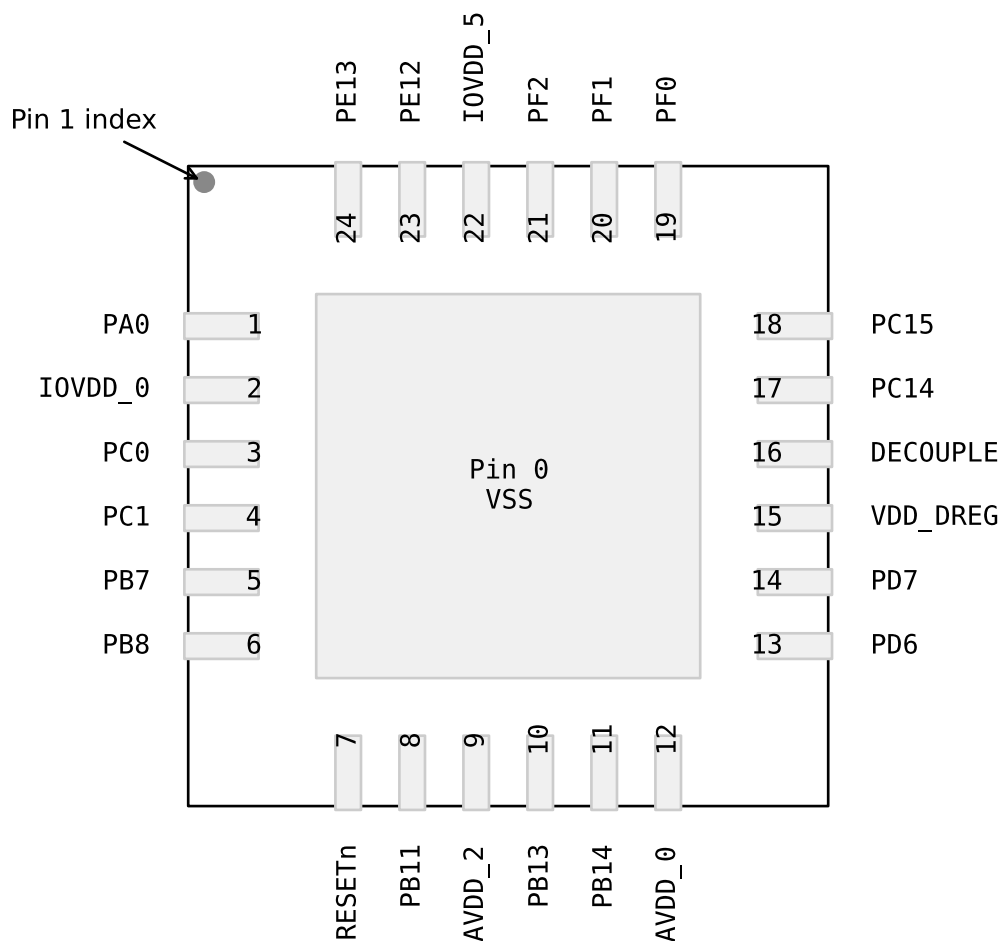 Pin 1 index
PE13
PE12
IOVDD_5
PF2
PF1
PF0
24
23
22
21
20
19
PA0 1
IOVDD_0 2
PC0 3
PC1 4
PB7 5
PB8 6
Pin 0
VSS
18 PC15
17 PC14
16 DECOUPLE
15 VDD_DREG
14 PD7
13 PD6
7
8
9
10
11
12
RESETn
PB11
AVDD_2
PB13
PB14
AVDD_0